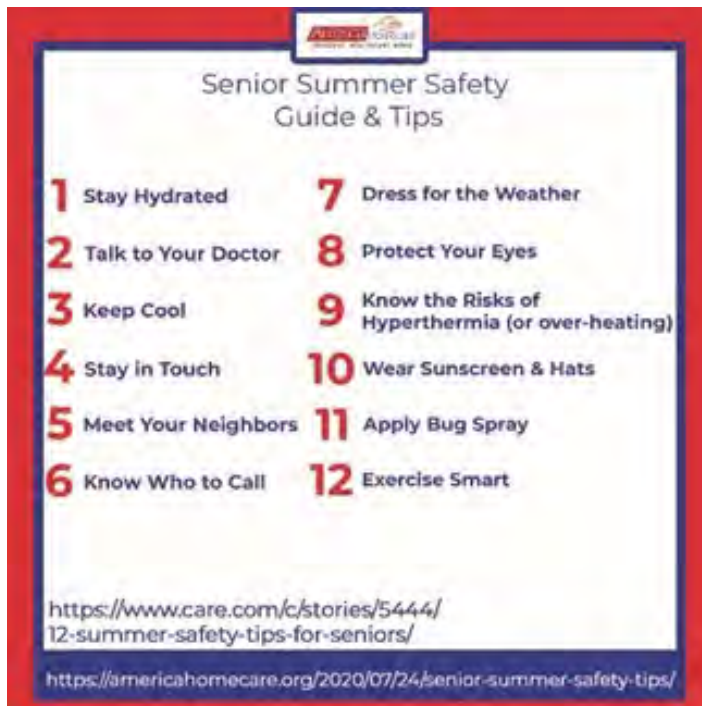 Senior Summer Safety
Guide & Tips
1 Stay Hydrated
2 Talk to Your Doctor
3 Keep Cool
4 Stay in Touch
5 Meet Your Neighbors
6 Know Who to Call
7 Dress for the Weather
8 Protect Your Eyes
9 Know the Risks of
Hyperthermia (or over-heating)
10 Wear Sunscreen & Hats
11 Apply Bug Spray
12 Exercise Smart
https://www.care.com/c/stories/5444/
12-summer-safety-tips-for-seniors/
https://americahomecare.org/2020/07/24/senior-summer-safety-tips/